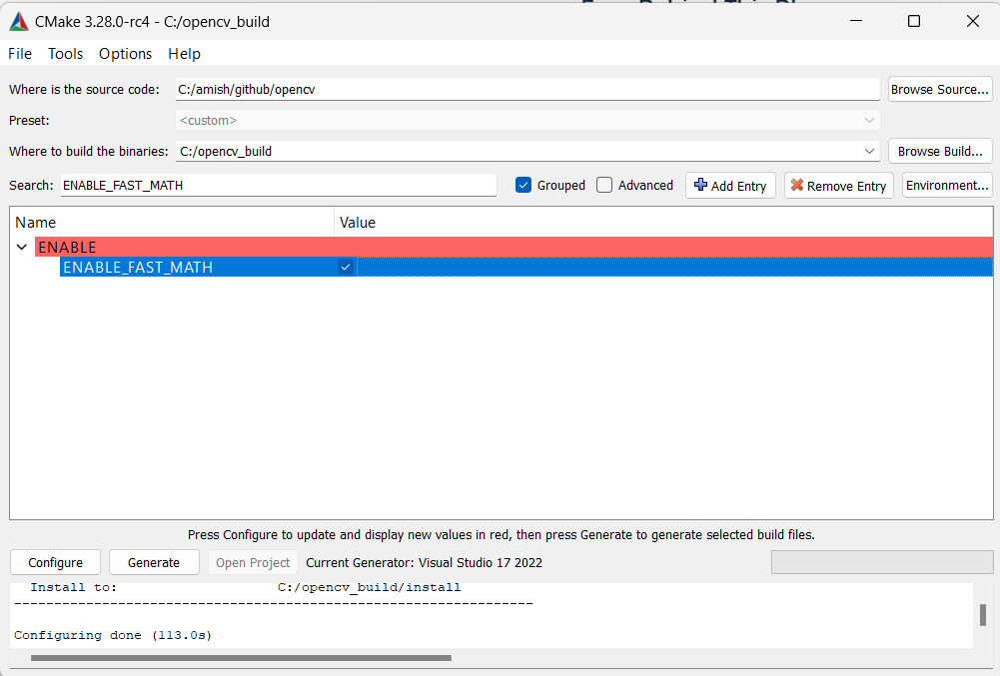 CMake 3.28.0-rc4 - C:/opencv_build
File Tools Options Help
Where is the source code: C:/amish/github/opencv Browse Source...
Preset: <custom>
Where to build the binaries: C:/opencv_build Browse Build...
Search: ENABLE_FAST_MATH Grouped Advanced Add Entry Remove Entry Environment...
Name Value
ENABLE
ENABLE_FAST_MATH
Press Configure to update and display new values in red, then press Generate to generate selected build files.
Configure Generate Open Project Current Generator: Visual Studio 17 2022
Install to: C:/opencv_build/install
-----------------------------------------------------------------
Configuring done (113.0s)